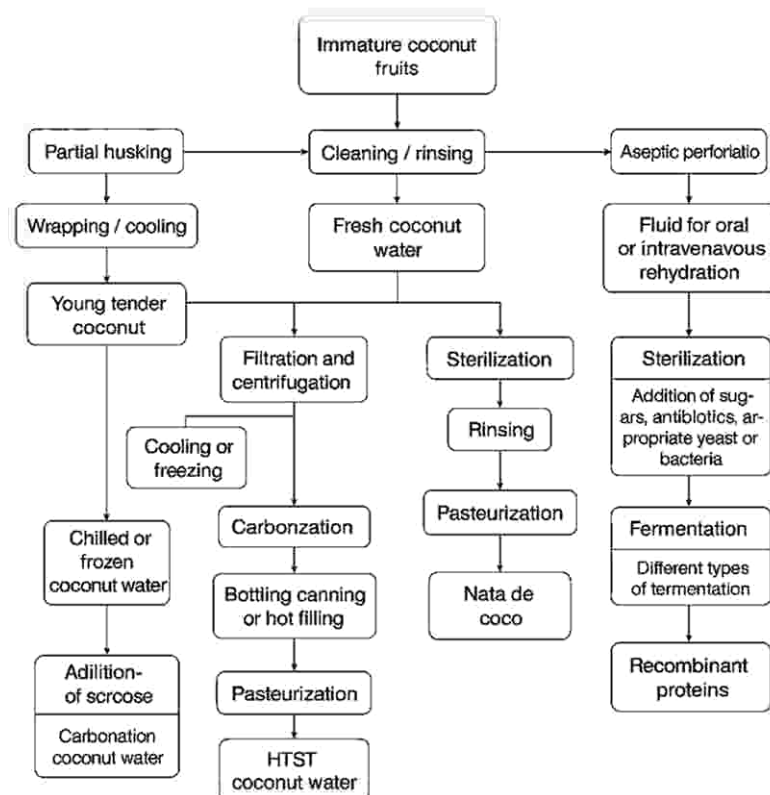 Immature coconut
fruits
Partial husking
Cleaning / rinsing
Aseptic perforiatio
Wrapping / cooling
Fresh coconut
water
Fluid for oral
or intravenavous
rehydration
Young tender
coconut
Filtration and
centrifugation
Sterilization
Sterilization
Addition of sug-
ars, antibiotics, ar-
propriate yeast or
bacteria
Cooling or
freezing
Rinsing
Carbonzation
Pasteurization
Fermentation
Different types
of termentation
Chilled or
frozen
coconut water
Bottling canning
or hot filling
Nata de
coco
Adilition-
of scrcose
Carbonation
coconut water
Pasteurization
Recombinant
proteins
HTST
coconut water